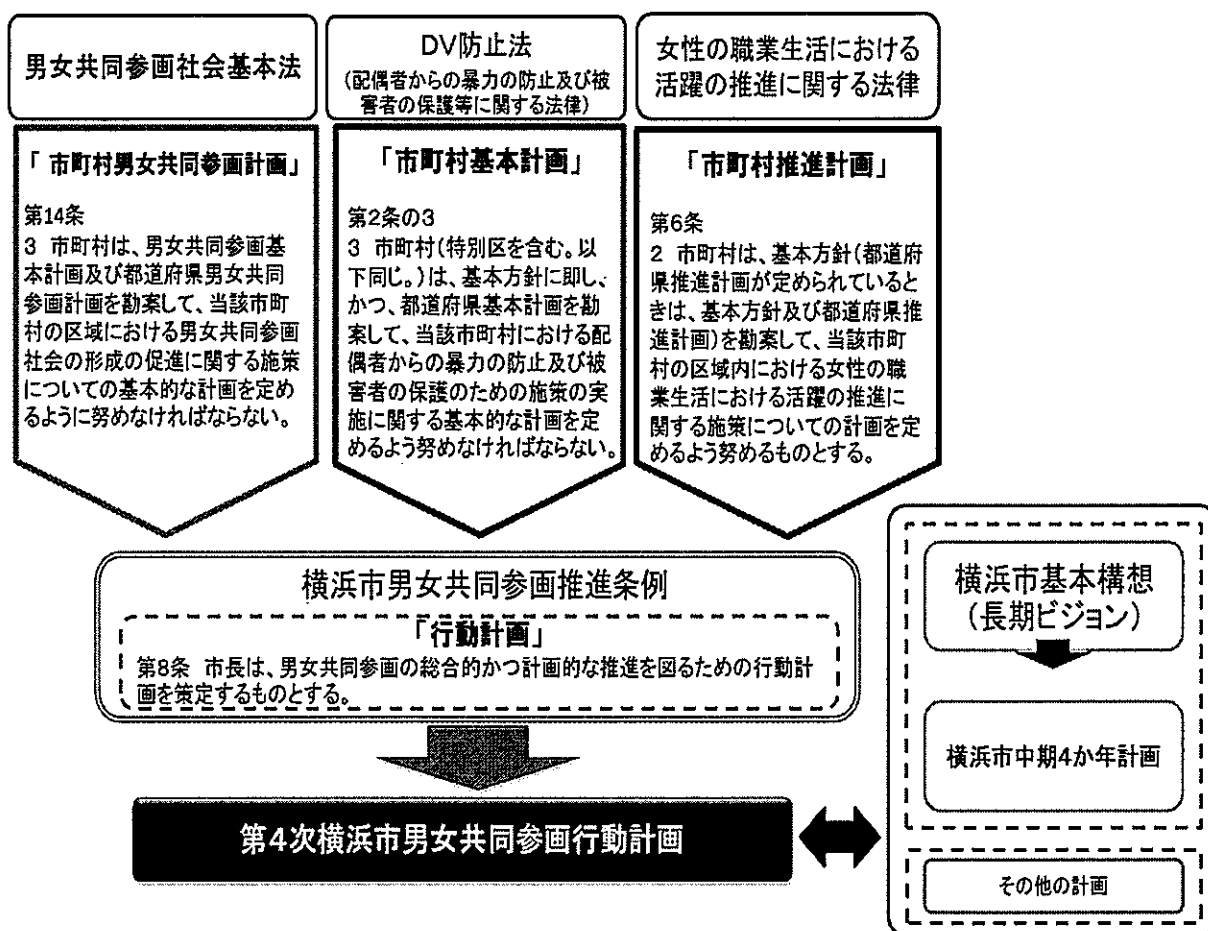 男女共同参画社会基本法
DV防止法
(配偶者からの暴力の防止及び被
害者の保護等に関する法律)
女性の職業生活における
活躍の推進に関する法律
「市町村男女共同参画計画」
第14条
3 市町村は、男女共同参画基
本計画及び都道府県男女共同
参画計画を勘案して、当該市町
村の区域における男女共同参画
社会の形成の促進に関する施策
についての基本的な計画を定め
るように努めなければならない。
「市町村基本計画」
第2条の3
3 市町村(特別区を含む。以
下同じ。)は、基本方針に即し、
かつ、都道府県基本計画を勘
案して、当該市町村における配
偶者からの暴力の防止及び被
害者の保護のための施策の実
施に関する基本的な計画を定
めるよう努めなければならない。
「市町村推進計画」
第6条
2 市町村は、基本方針(都道府
県推進計画が定められていると
きは、基本方針及び都道府県推
進計画)を勘案して、当該市町
村の区域内における女性の職
業生活における活躍の推進に
関する施策についての計画を定
めるよう努めるものとする。
横浜市男女共同参画推進条例
「行動計画」
第8条 市長は、男女共同参画の総合的かつ計画的な推進を図るための行動計
画を策定するものとする。
第4次横浜市男女共同参画行動計画
横浜市基本構想
(長期ビジョン)
横浜市中期4か年計画
その他の計画